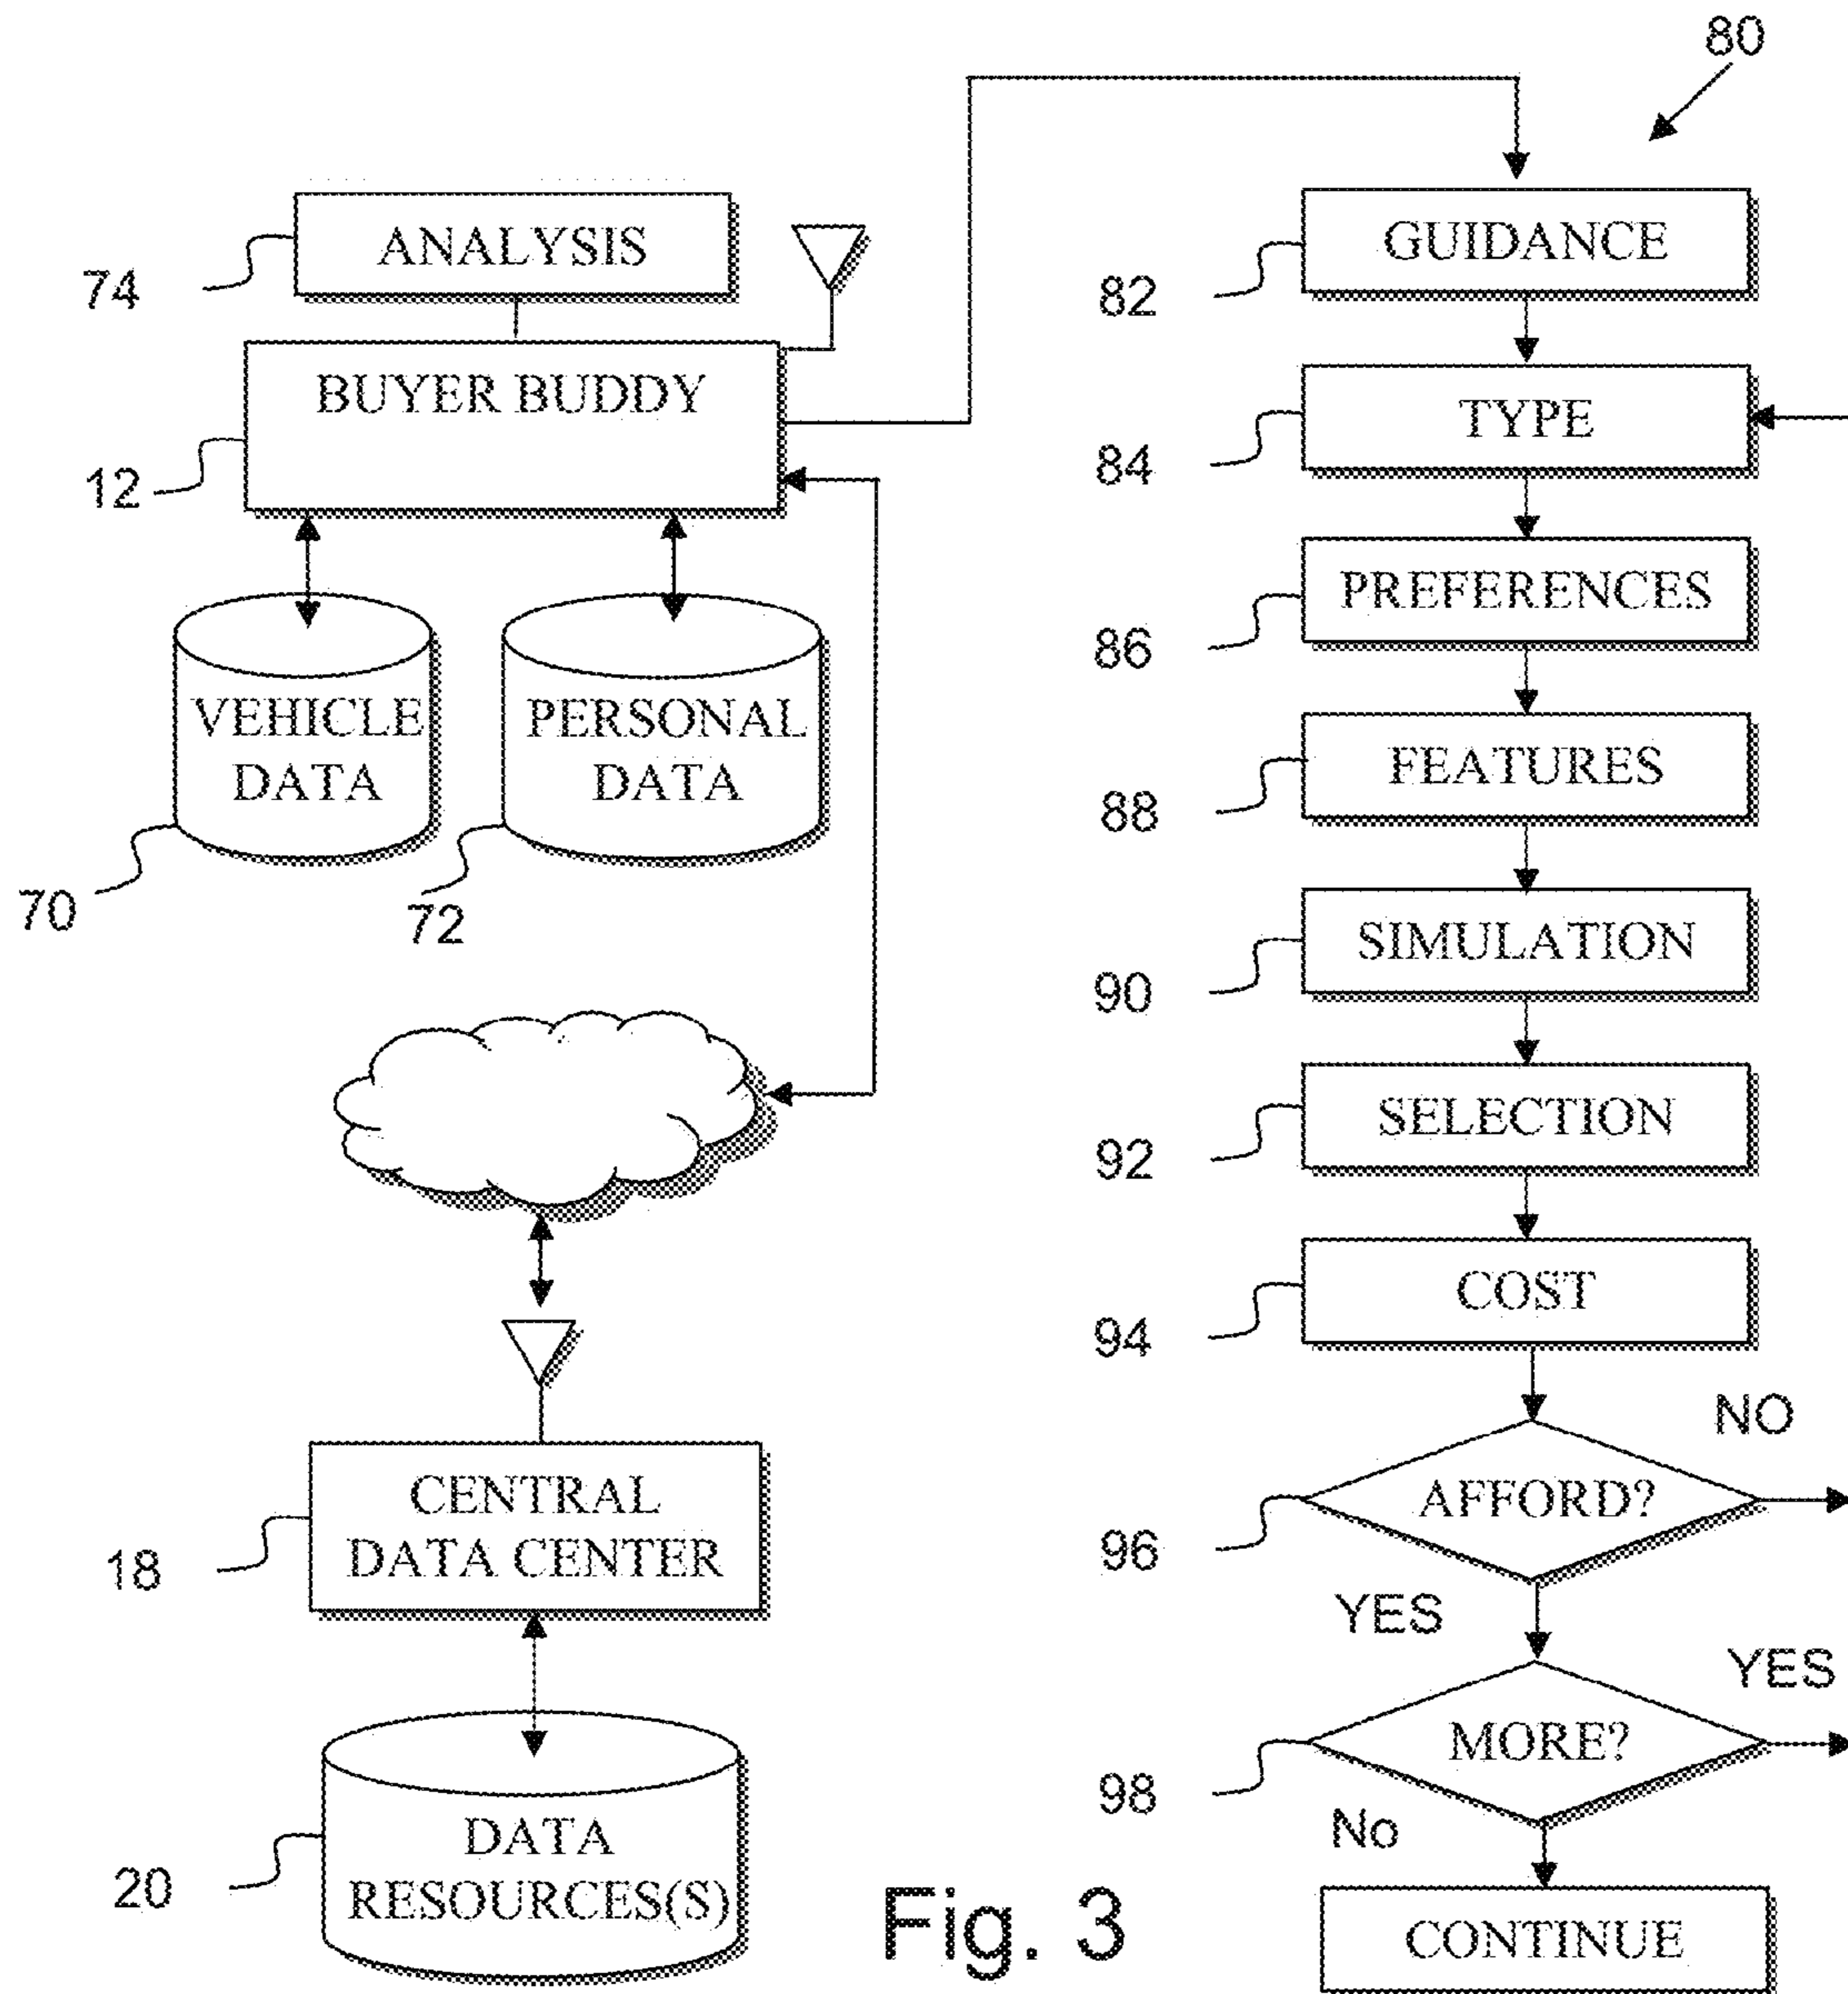 80
ANALYSIS
74
BUYER BUDDY
12
VEHICLE
DATA
70
PERSONAL
DATA
72
CENTRAL
DATA CENTER
18
DATA
RESOURCES(S)
20
GUIDANCE
82
TYPE
84
PREFERENCES
86
FEATURES
88
SIMULATION
90
SELECTION
92
COST
94
AFFORD?
96
NO
YES
MORE?
98
YES
No
CONTINUE
Fig. 3